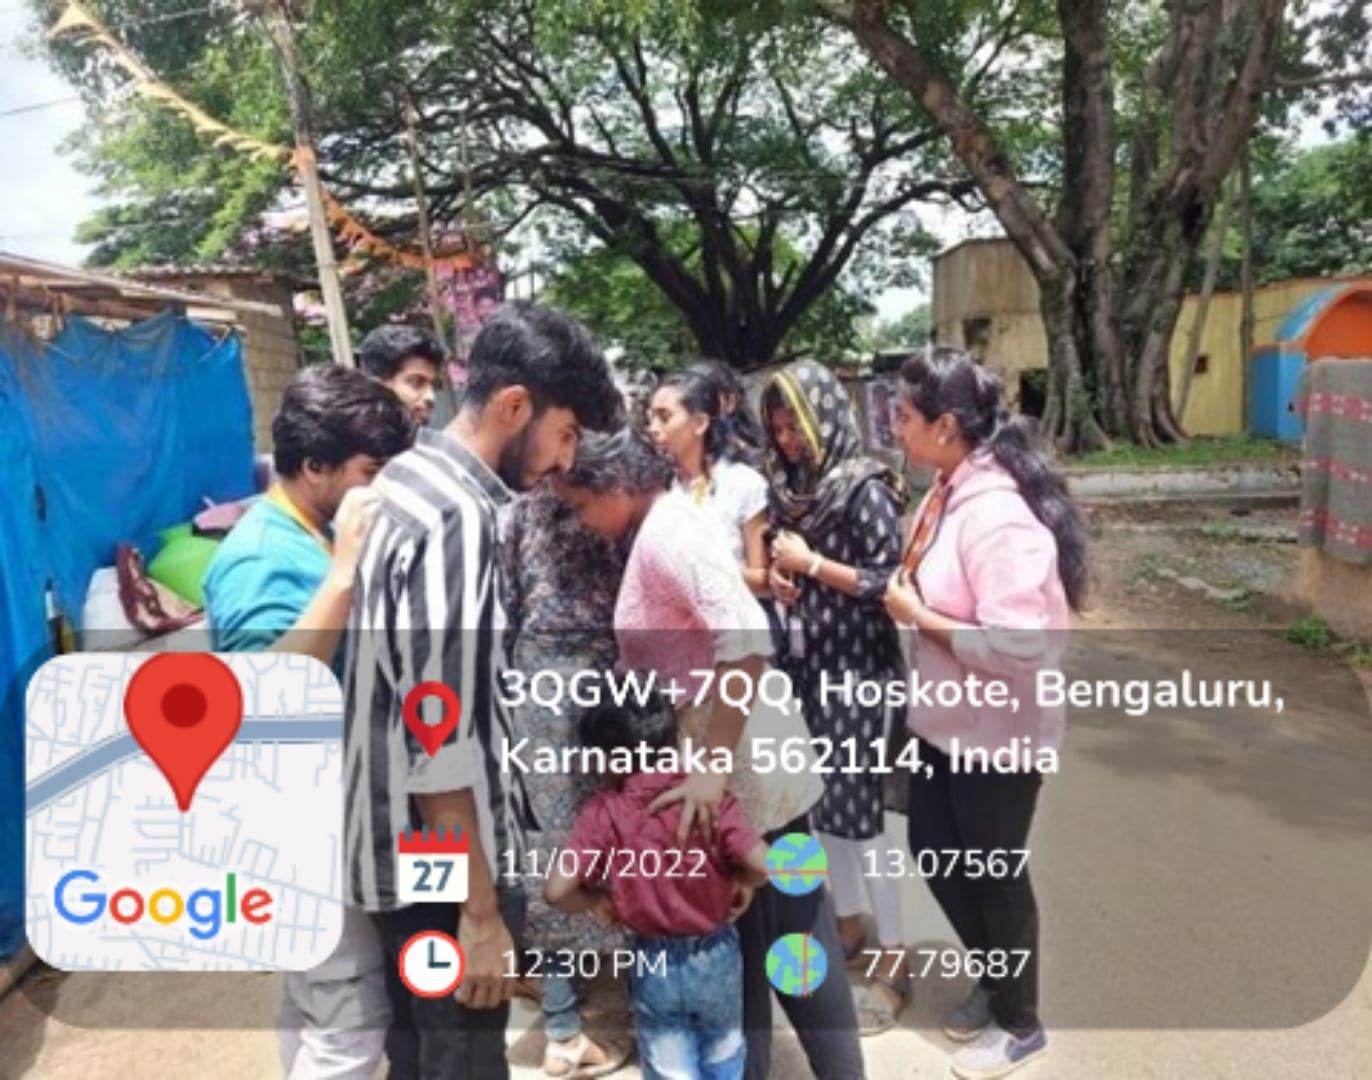 3QGW+7QQ, Hoskote, Bengaluru,
Karnataka 562114, India
27
11/07/2022
13.07567
Google
12:30 PM
77.79687